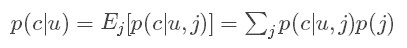 p(c|u) = E_j[p(c|u, j)] = ∑_j p(c|u, j)p(j)